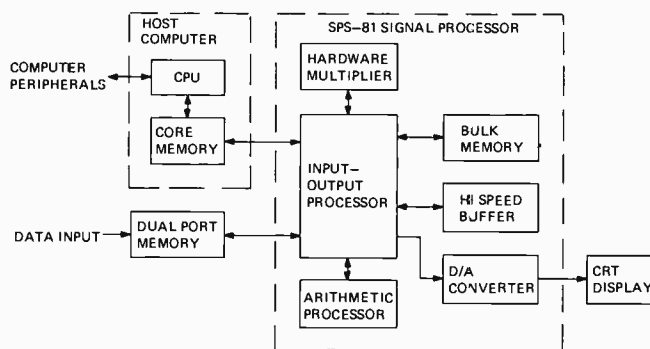 HOST
COMPUTER
SPS-81 SIGNAL PROCESSOR
COMPUTER
PERIPHERALS
CPU
CORE
MEMORY
HARDWARE
MULTIPLIER
INPUT-
OUTPUT
PROCESSOR
BULK
MEMORY
HI SPEED
BUFFER
DATA INPUT
DUAL PORT
MEMORY
ARITHMETIC
PROCESSOR
D/A
CONVERTER
CRT
DISPLAY